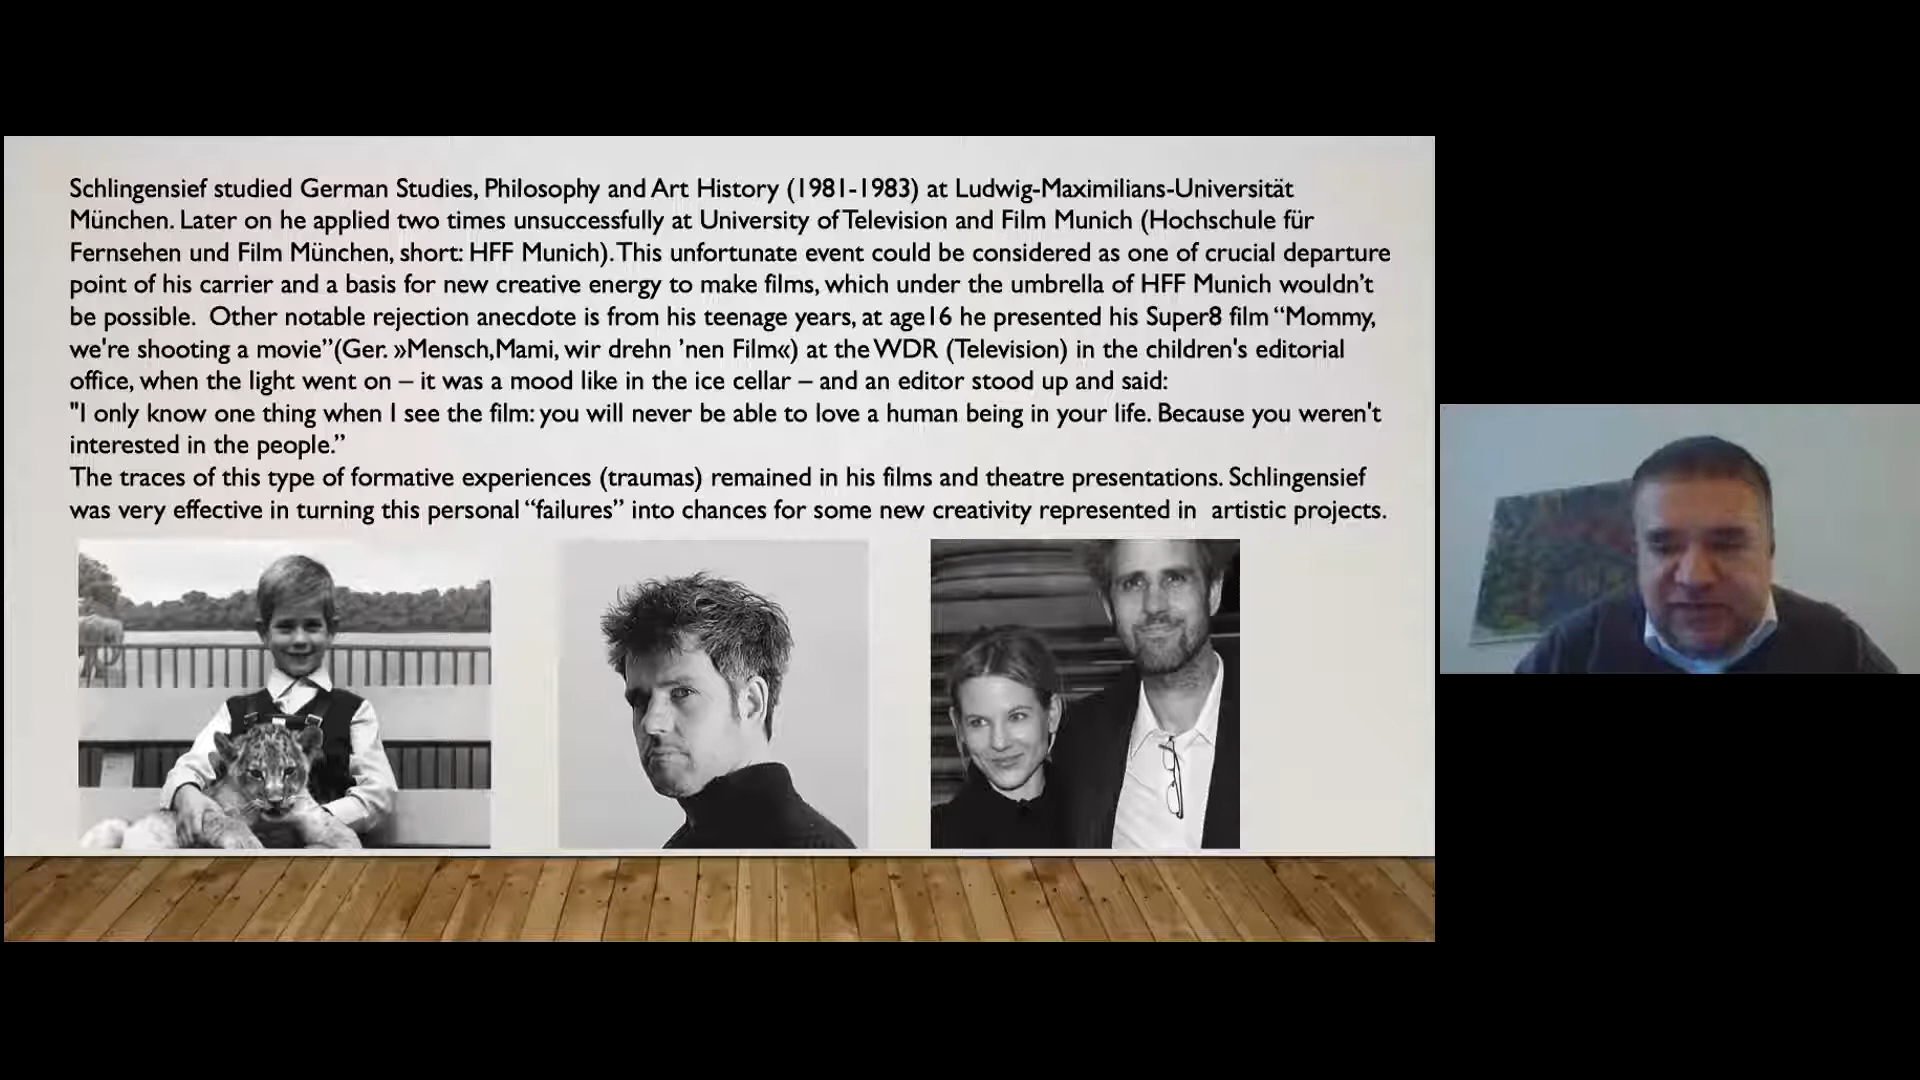 Schlingensief studied German Studies, Philosophy and Art History (1981-1983) at Ludwig-Maximilians-Universität
München. Later on he applied two times unsuccessfully at University of Television and Film Munich (Hochschule für
Fernsehen und Film München, short: HFF Munich). This unfortunate event could be considered as one of crucial departure
point of his carrier and a basis for new creative energy to make films, which under the umbrella of HFF Munich wouldn't
be possible.  Other notable rejection anecdote is from his teenage years, at age16 he presented his Super8 film “Mommy,
we're shooting a movie”(Ger. »Mensch, Mami, wir drehn ’nen Film«) at the WDR (Television) in the children's editorial
office, when the light went on – it was a mood like in the ice cellar – and an editor stood up and said:
"I only know one thing when I see the film: you will never be able to love a human being in your life. Because you weren't
interested in the people.”
The traces of this type of formative experiences (traumas) remained in his films and theatre presentations. Schlingensief
was very effective in turning this personal “failures” into chances for some new creativity represented in  artistic projects.